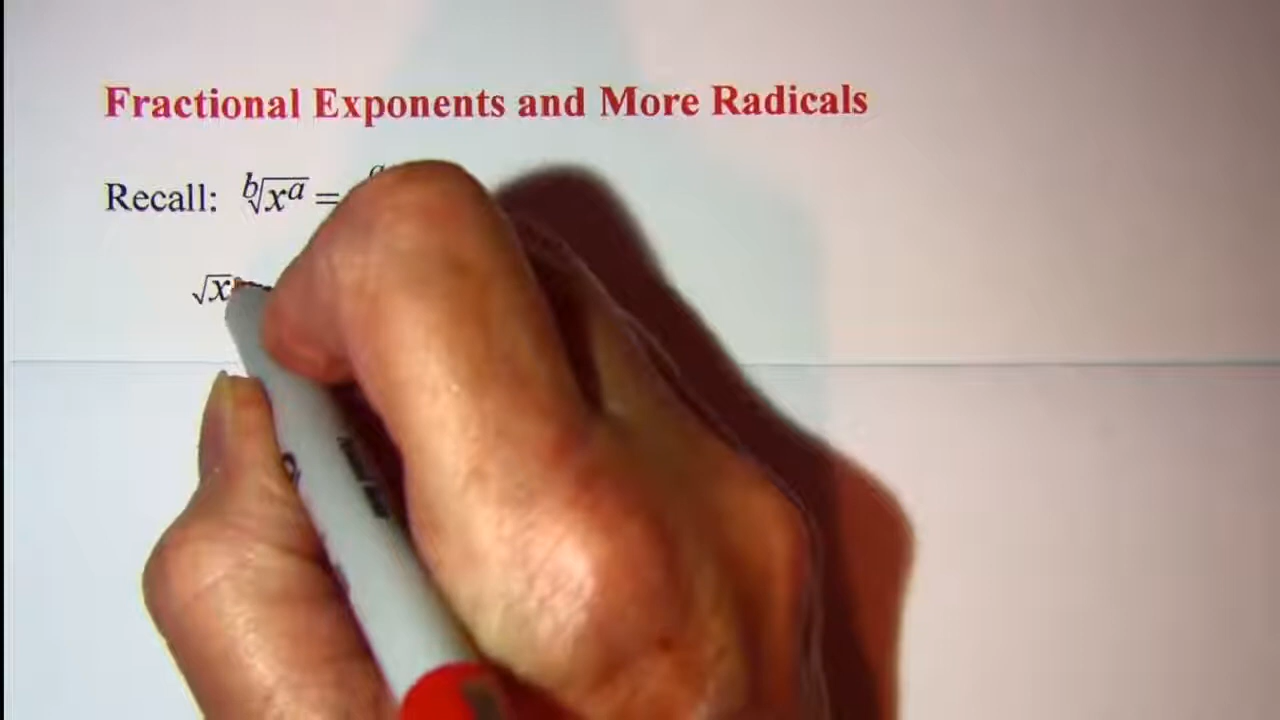 Fractional Exponents and More Radicals
Recall: ᵇ√xᵃ =
√x